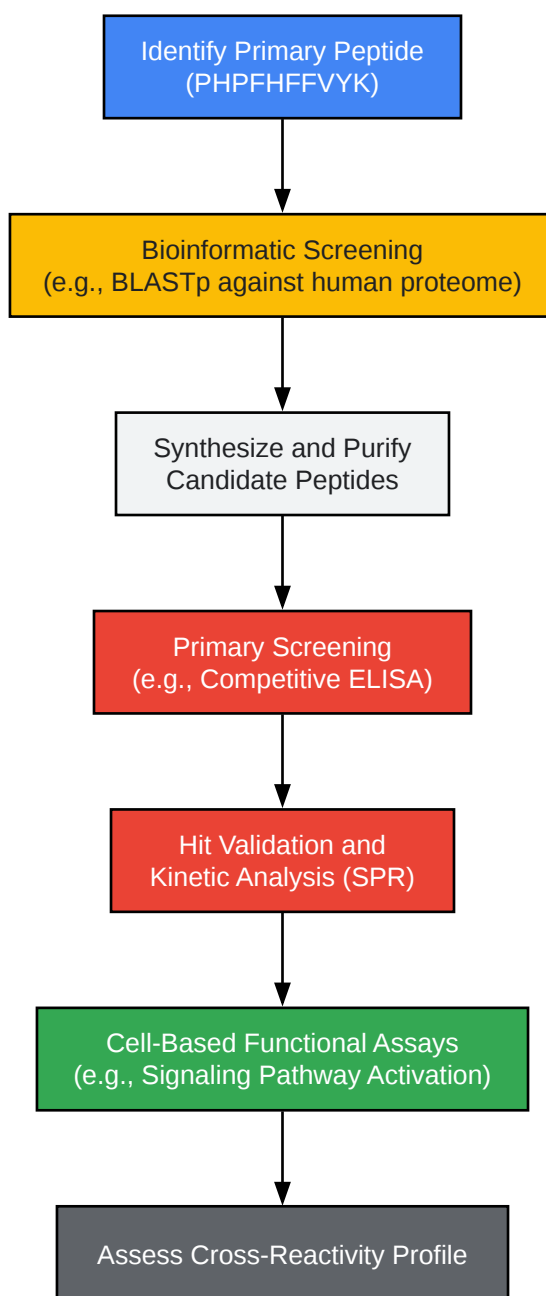 Identify Primary Peptide
(PHPFHFFVYK)
Bioinformatic Screening
(e.g., BLASTp against human proteome)
Synthesize and Purify
Candidate Peptides
Primary Screening
(e.g., Competitive ELISA)
Hit Validation and
Kinetic Analysis (SPR)
Cell-Based Functional Assays
(e.g., Signaling Pathway Activation)
Assess Cross-Reactivity Profile